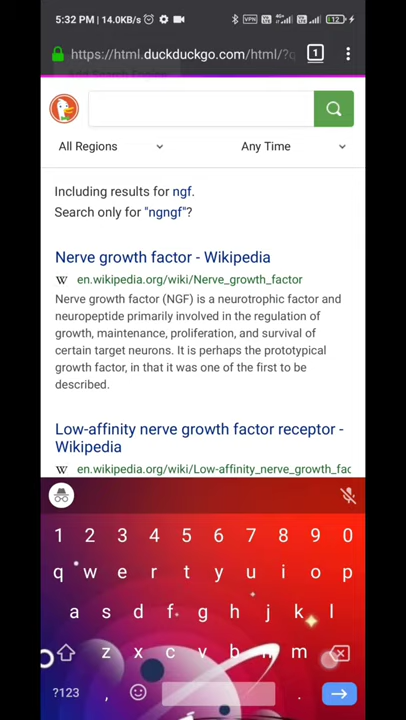 5:32 PM | 14.0KB/s
VPN 4G+ 12
https://html.duckduckgo.com/html/?q
1
All Regions
Any Time
Including results for ngf.
Search only for "ngngf"?
Nerve growth factor - Wikipedia
W en.wikipedia.org/wiki/Nerve_growth_factor
Nerve growth factor (NGF) is a neurotrophic factor and
neuropeptide primarily involved in the regulation of
growth, maintenance, proliferation, and survival of
certain target neurons. It is perhaps the prototypical
growth factor, in that it was one of the first to be
described.
Low-affinity nerve growth factor receptor -
Wikipedia
W en.wikipedia.org/wiki/Low-affinity_nerve_growth_fac
1 2 3 4 5 6 7 8 9 0
q w e r t y u i o p
a s d f g h j k l
z x c v b n m
?123 , .